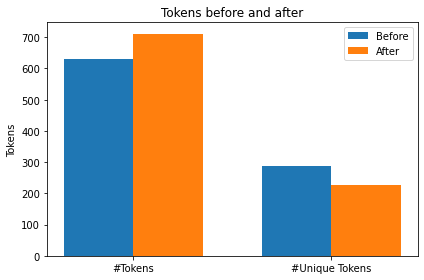 Tokens before and after
Before
After
Tokens
700
600
500
400
300
200
100
0
#Tokens
#Unique Tokens